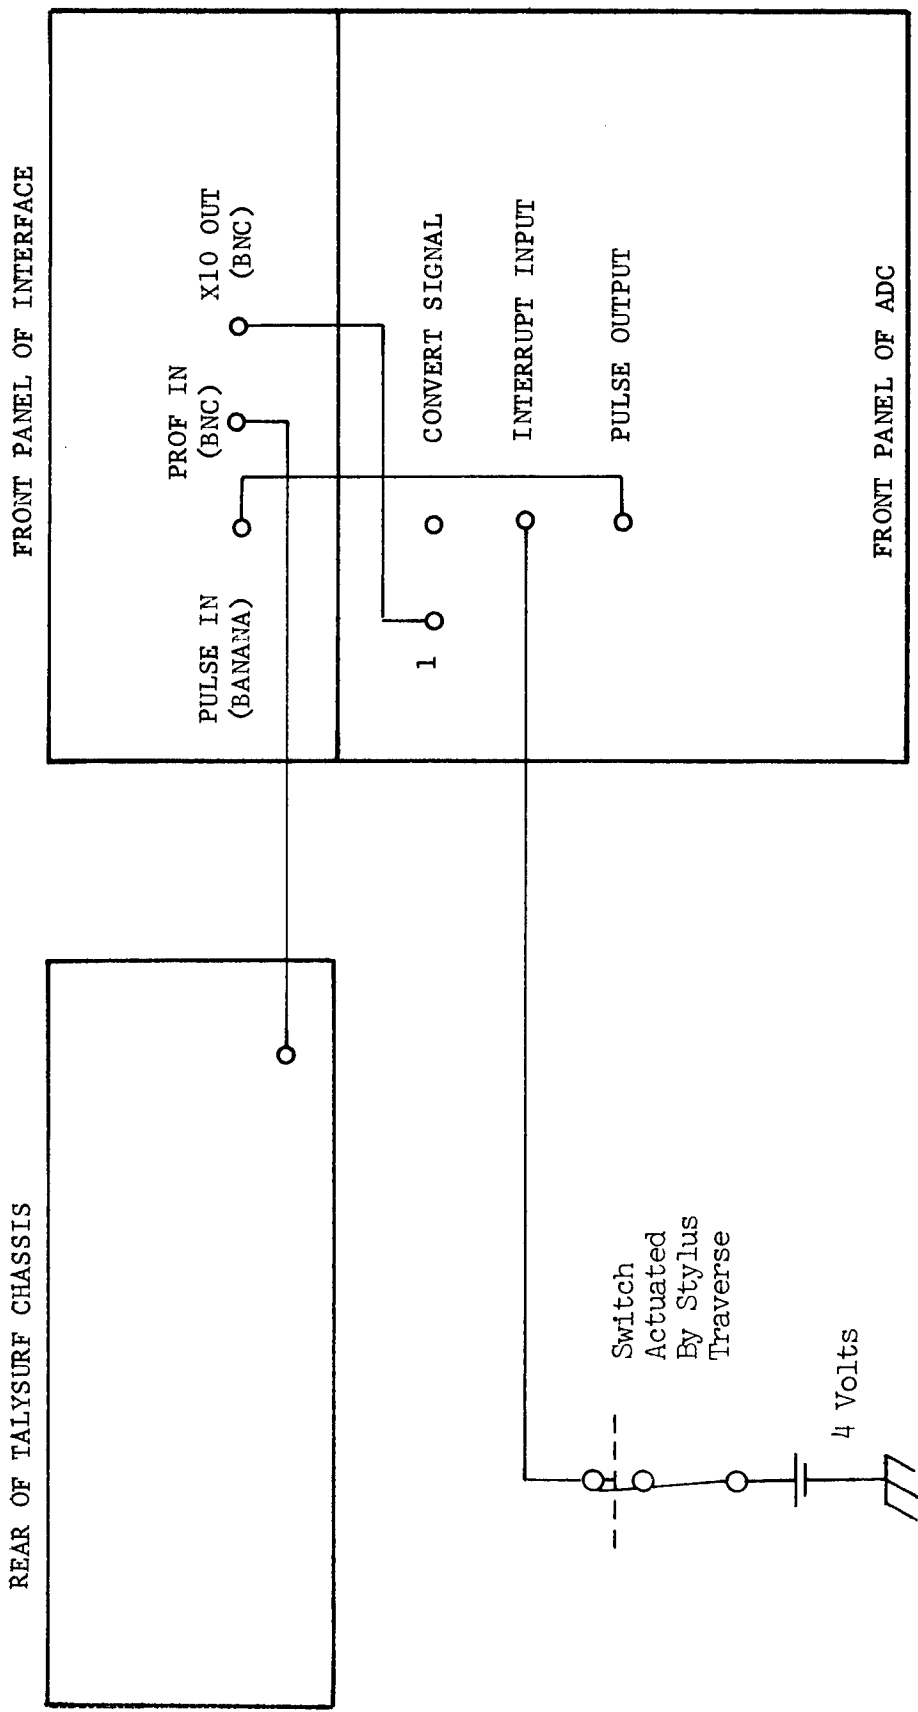 REAR OF TALYSURF CHASSIS
FRONT PANEL OF INTERFACE
PULSE IN
(BANANA)
PROF IN
(BNC)
X10 OUT
(BNC)
1
CONVERT SIGNAL
INTERRUPT INPUT
PULSE OUTPUT
FRONT PANEL OF ADC
Switch
Actuated
By Stylus
Traverse
4 Volts